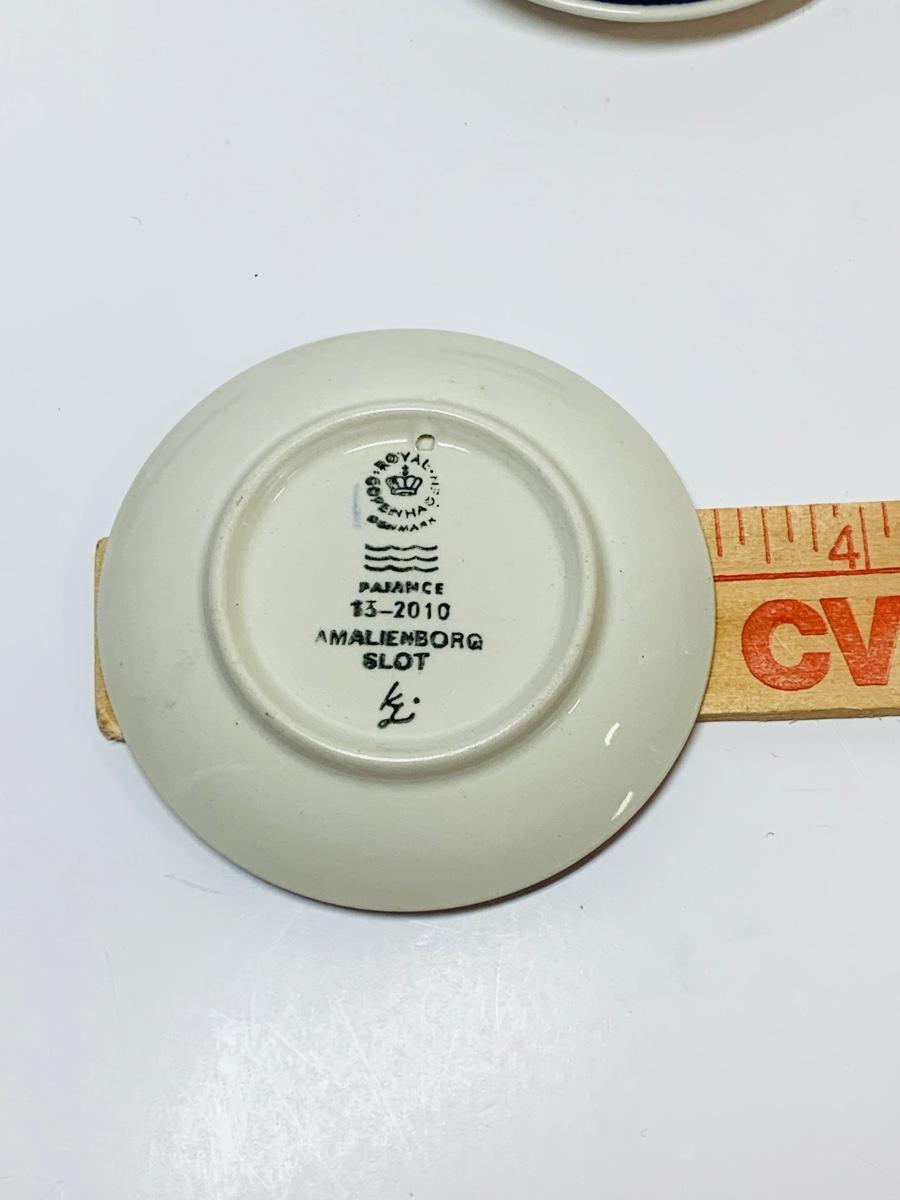 ROYAL COPENHAGEN
DENMARK
FAJANCE
13-2010
AMALIENBORG
SLOT
4
CV